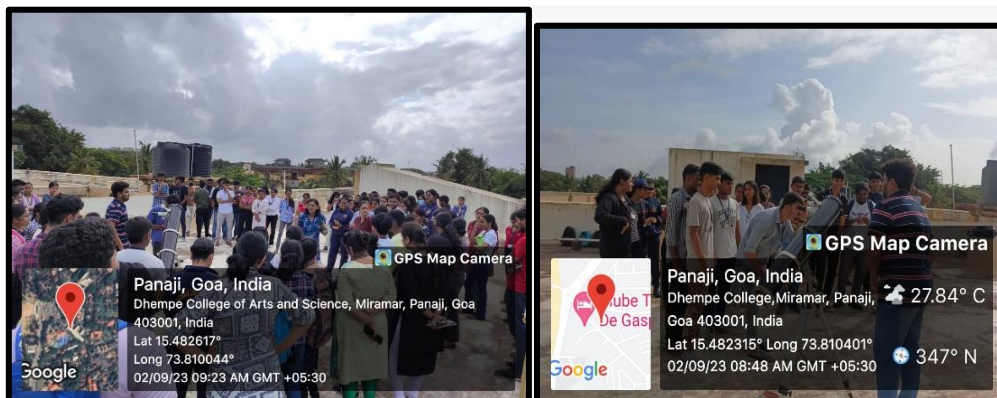 GPS Map Camera
Panaji, Goa, India
Dhempe College of Arts and Science, Miramar, Panaji, Goa
403001, India
Lat 15.482617°
Long 73.810044°
02/09/23 09:23 AM GMT +05:30
Google
GPS Map Camera
Panaji, Goa, India
Dhempe College,Miramar, Panaji,
Goa 403001, India
Lat 15.482315° Long 73.810401°
02/09/23 08:48 AM GMT +05:30
27.84° C
347° N
De Gasp
Google